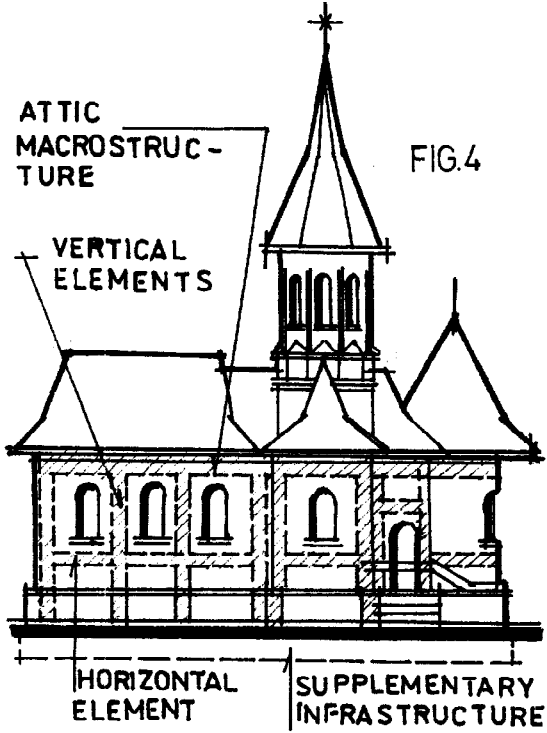 ATTIC
MACROSTRUC-
TURE
FIG.4
VERTICAL
ELEMENTS
HORIZONTAL
ELEMENT
SUPPLEMENTARY
INFRASTRUCTURE